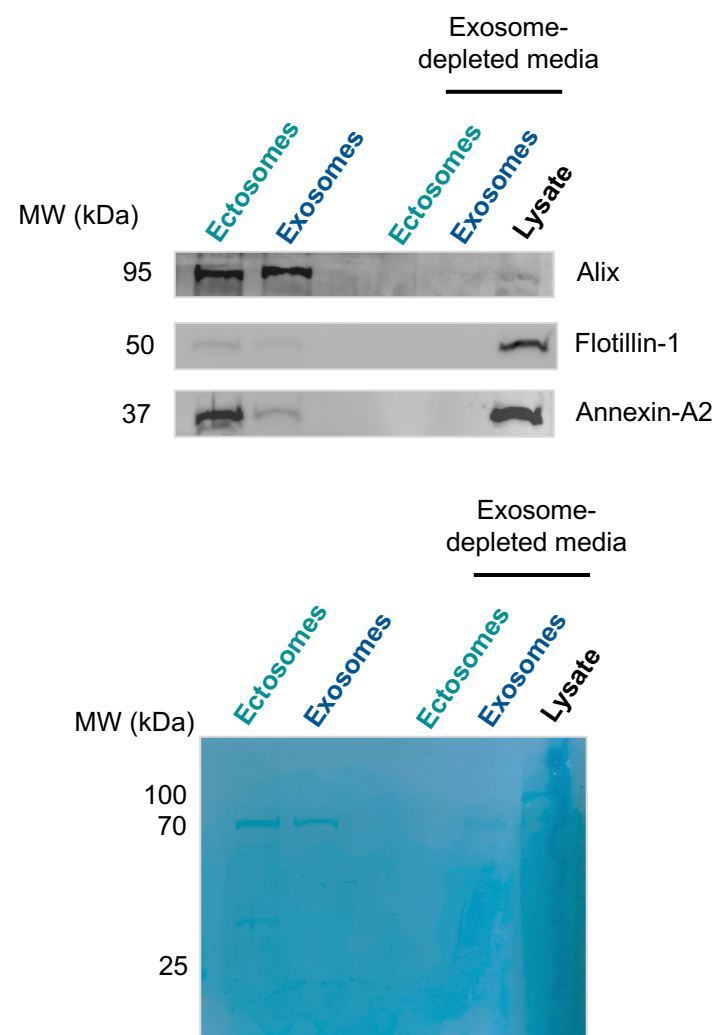 Exosome-
depleted media
Ectosomes
Exosomes
Ectosomes
Exosomes
Lysate
MW (kDa)
95
Alix
50
Flotillin-1
37
Annexin-A2
Exosome-
depleted media
Ectosomes
Exosomes
Ectosomes
Exosomes
Lysate
MW (kDa)
100
70
25